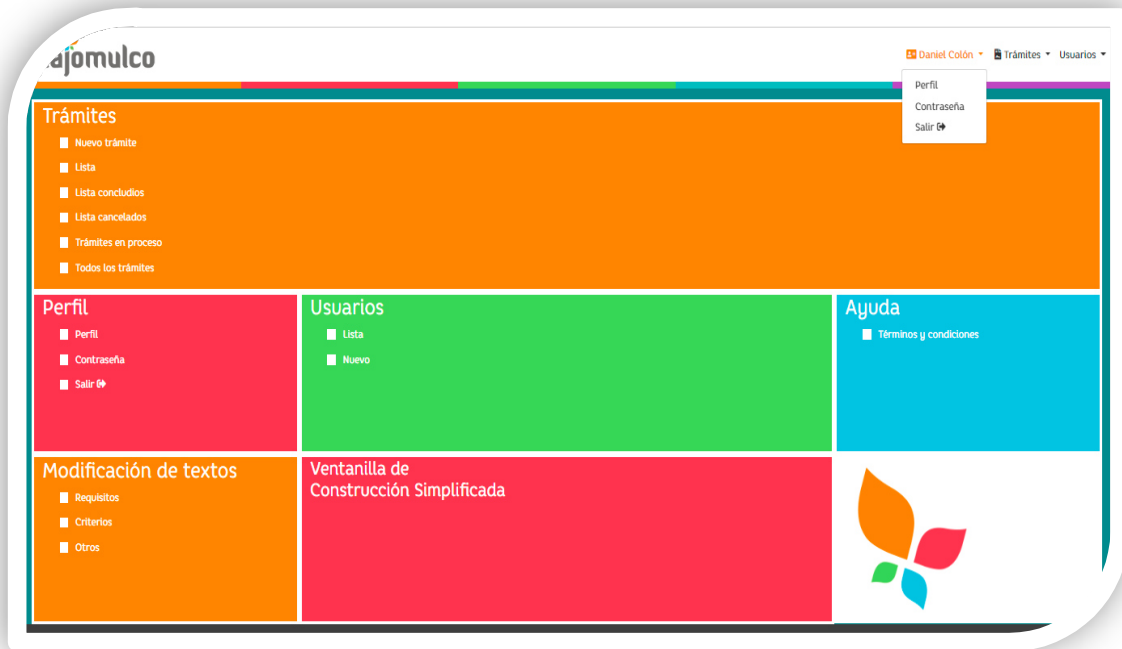 ajomulco
Daniel Colón Trámites Usuarios
Perfil
Contraseña
Salir
Trámites
Nuevo trámite
Lista
Lista concludios
Lista cancelados
Trámites en proceso
Todos los trámites
Perfil
Perfil
Contraseña
Salir
Usuarios
Lista
Nuevo
Ayuda
Términos y condiciones
Modificación de textos
Requisitos
Criterios
Otros
Ventanilla de
Construcción Simplificada